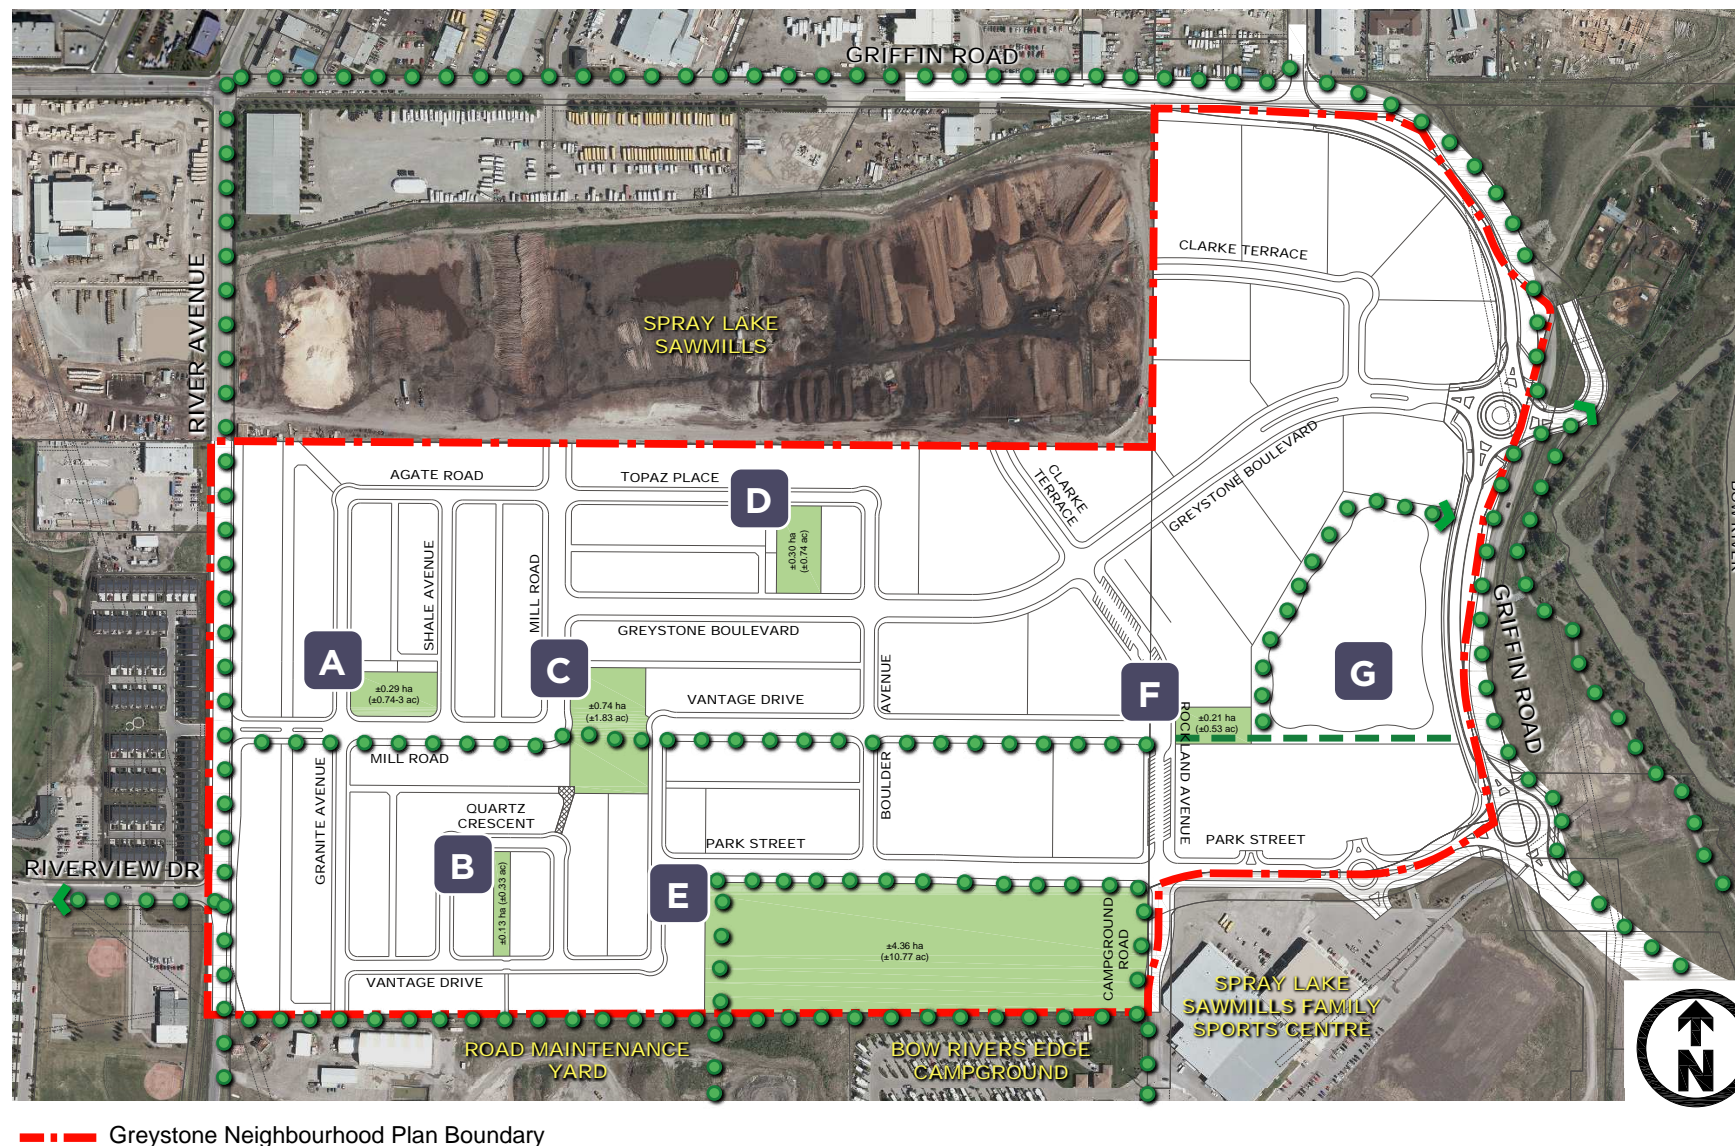 GRIFFIN ROAD
RIVER AVENUE
CLARKE TERRACE
SPRAY LAKE
SAWMILLS
AGATE ROAD
TOPAZ PLACE
D
CLARKE
TERRACE
GREYSTONE BOULEVARD
±0.30 ha
(±0.74 ac)
SHALE AVENUE
MILL ROAD
GREYSTONE BOULEVARD
GRIFFIN ROAD
A
C
F
G
±0.29 ha
(±0.74-3 ac)
±0.74 ha
(±1.83 ac)
VANTAGE DRIVE
AVENUE
ROCKLAND AVENUE
±0.21 ha
(±0.53 ac)
MILL ROAD
GRANITE AVENUE
BOULDER
QUARTZ
CRESCENT
PARK STREET
PARK STREET
RIVERVIEW DR
B
E
±0.13 ha (±0.33 ac)
±4.36 ha
(±10.77 ac)
CAMPGROUND
ROAD
VANTAGE DRIVE
SPRAY LAKE
SAWMILLS FAMILY
SPORTS CENTRE
ROAD MAINTENANCE
YARD
BOW RIVERS EDGE
CAMPGROUND
N
Greystone Neighbourhood Plan Boundary